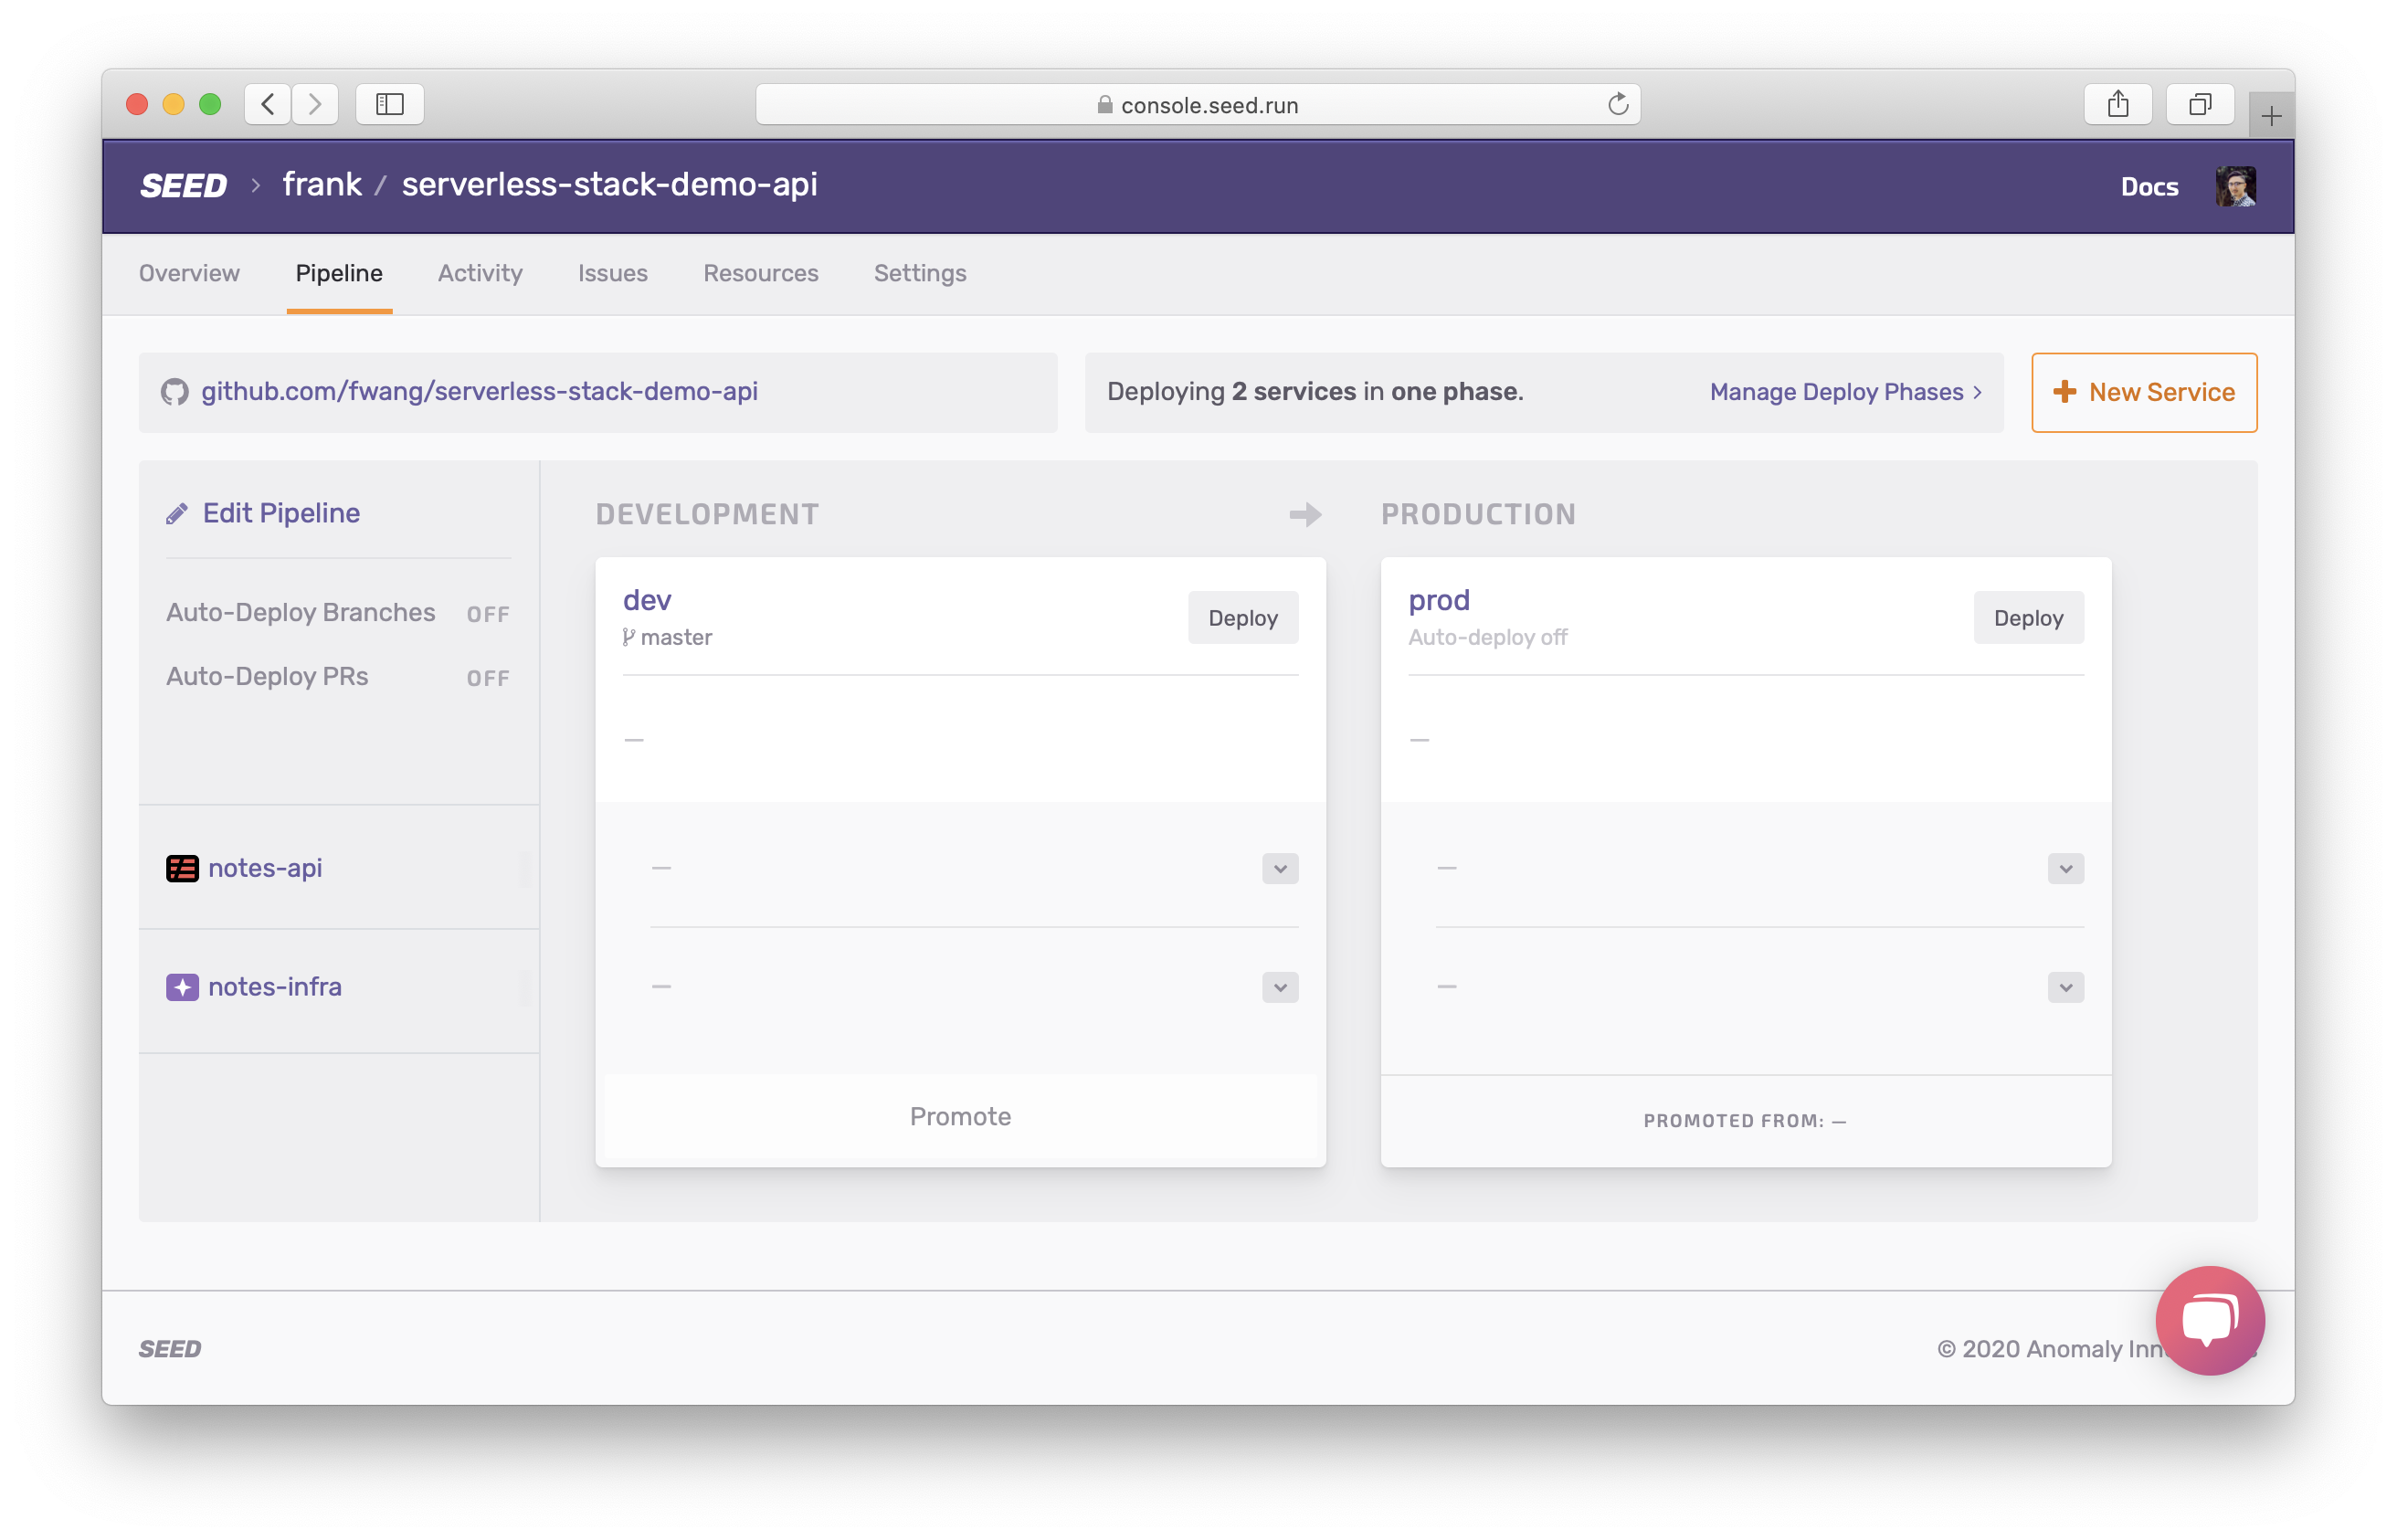 console.seed.run
SEED > frank / serverless-stack-demo-api
Docs
Overview Pipeline Activity Issues Resources Settings
github.com/fwang/serverless-stack-demo-api
Deploying 2 services in one phase.
Manage Deploy Phases >
New Service
Edit Pipeline
Auto-Deploy Branches OFF
Auto-Deploy PRs OFF
notes-api
notes-infra
DEVELOPMENT
dev
master
Deploy
—
—
—
Promote
PRODUCTION
prod
Auto-deploy off
Deploy
—
—
—
PROMOTED FROM: —
SEED
© 2020 Anomaly